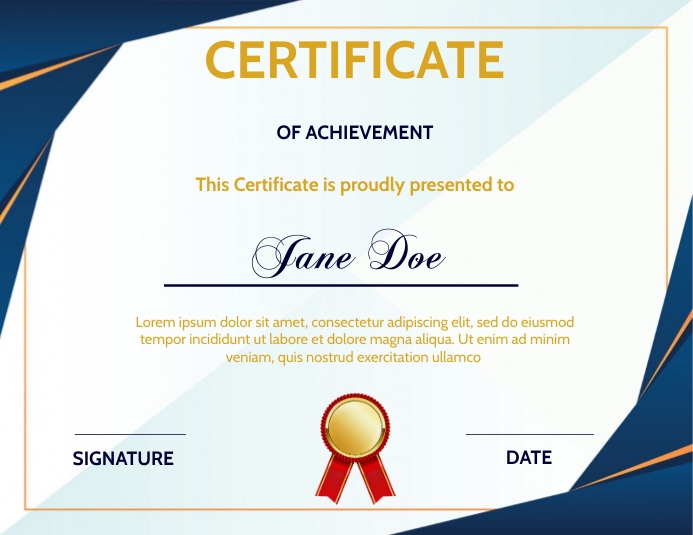 CERTIFICATE
OF ACHIEVEMENT
This Certificate is proudly presented to
Jane Doe
Lorem ipsum dolor sit amet, consectetur adipiscing elit, sed do eiusmod
tempor incididunt ut labore et dolore magna aliqua. Ut enim ad minim
veniam, quis nostrud exercitation ullamco
SIGNATURE
DATE